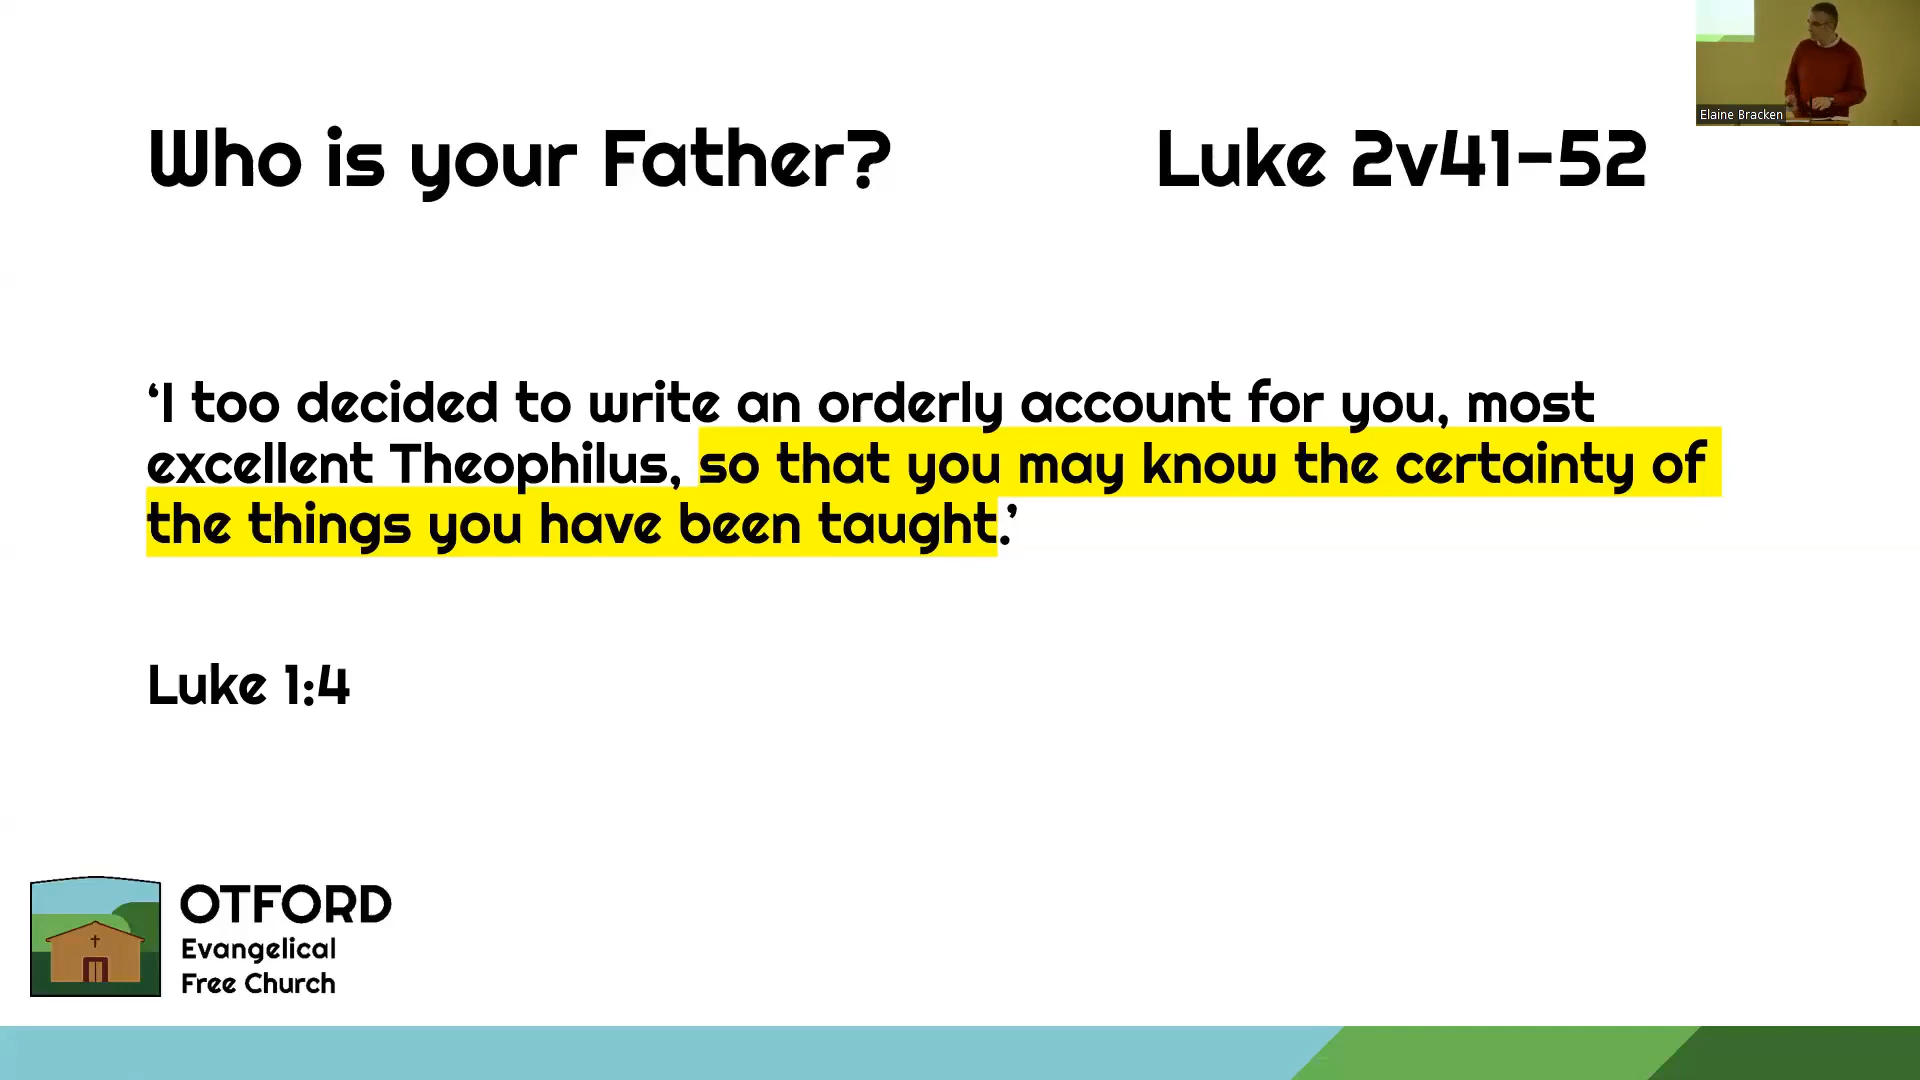 Elaine Bracken
Who is your Father?
Luke 2v41-52
‘I too decided to write an orderly account for you, most
excellent Theophilus, so that you may know the certainty of
the things you have been taught.’
Luke 1:4
OTFORD
Evangelical
Free Church